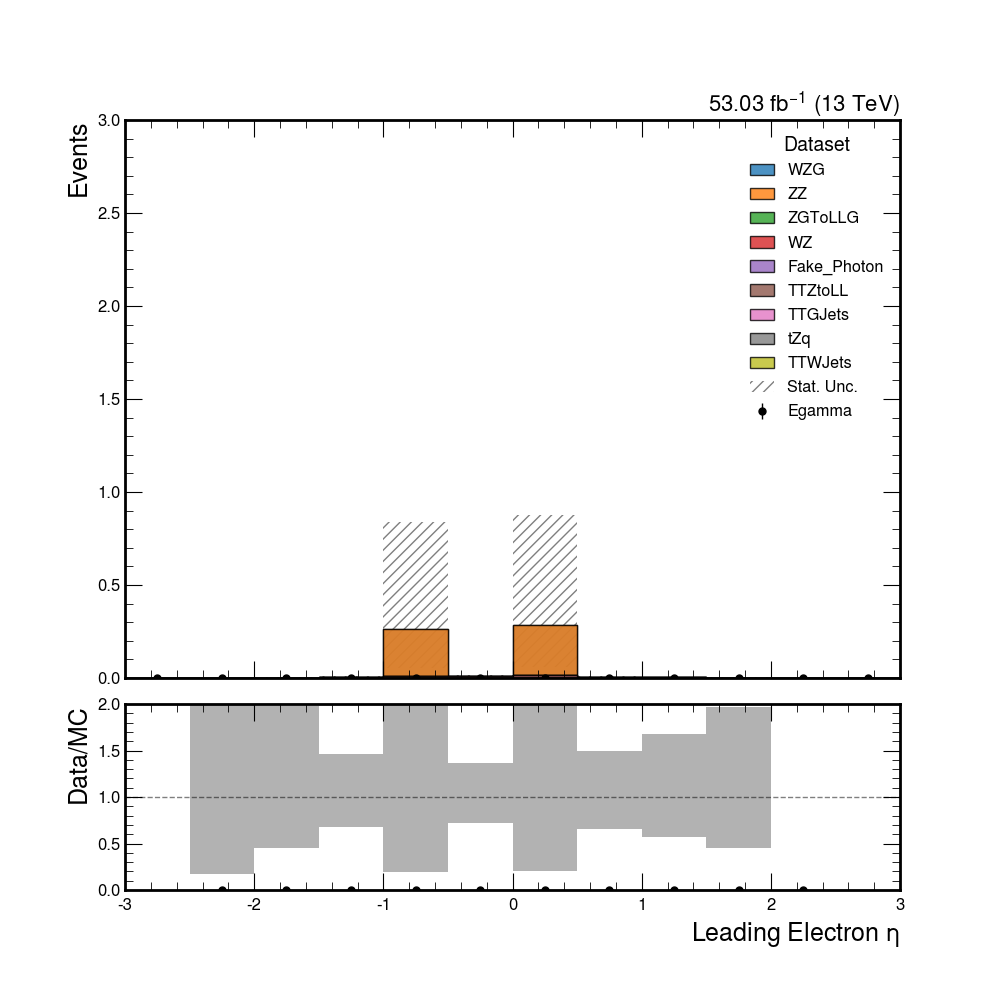 53.03 fb⁻¹ (13 TeV)
Events
3.0
2.5
2.0
1.5
1.0
0.5
0.0
Dataset
WZG
ZZ
ZGToLLG
WZ
Fake_Photon
TTZtoLL
TTGJets
tZq
TTWJets
Stat. Unc.
Egamma
Data/MC
2.0
1.5
1.0
0.5
0.0
-3 -2 -1 0 1 2 3
Leading Electron η